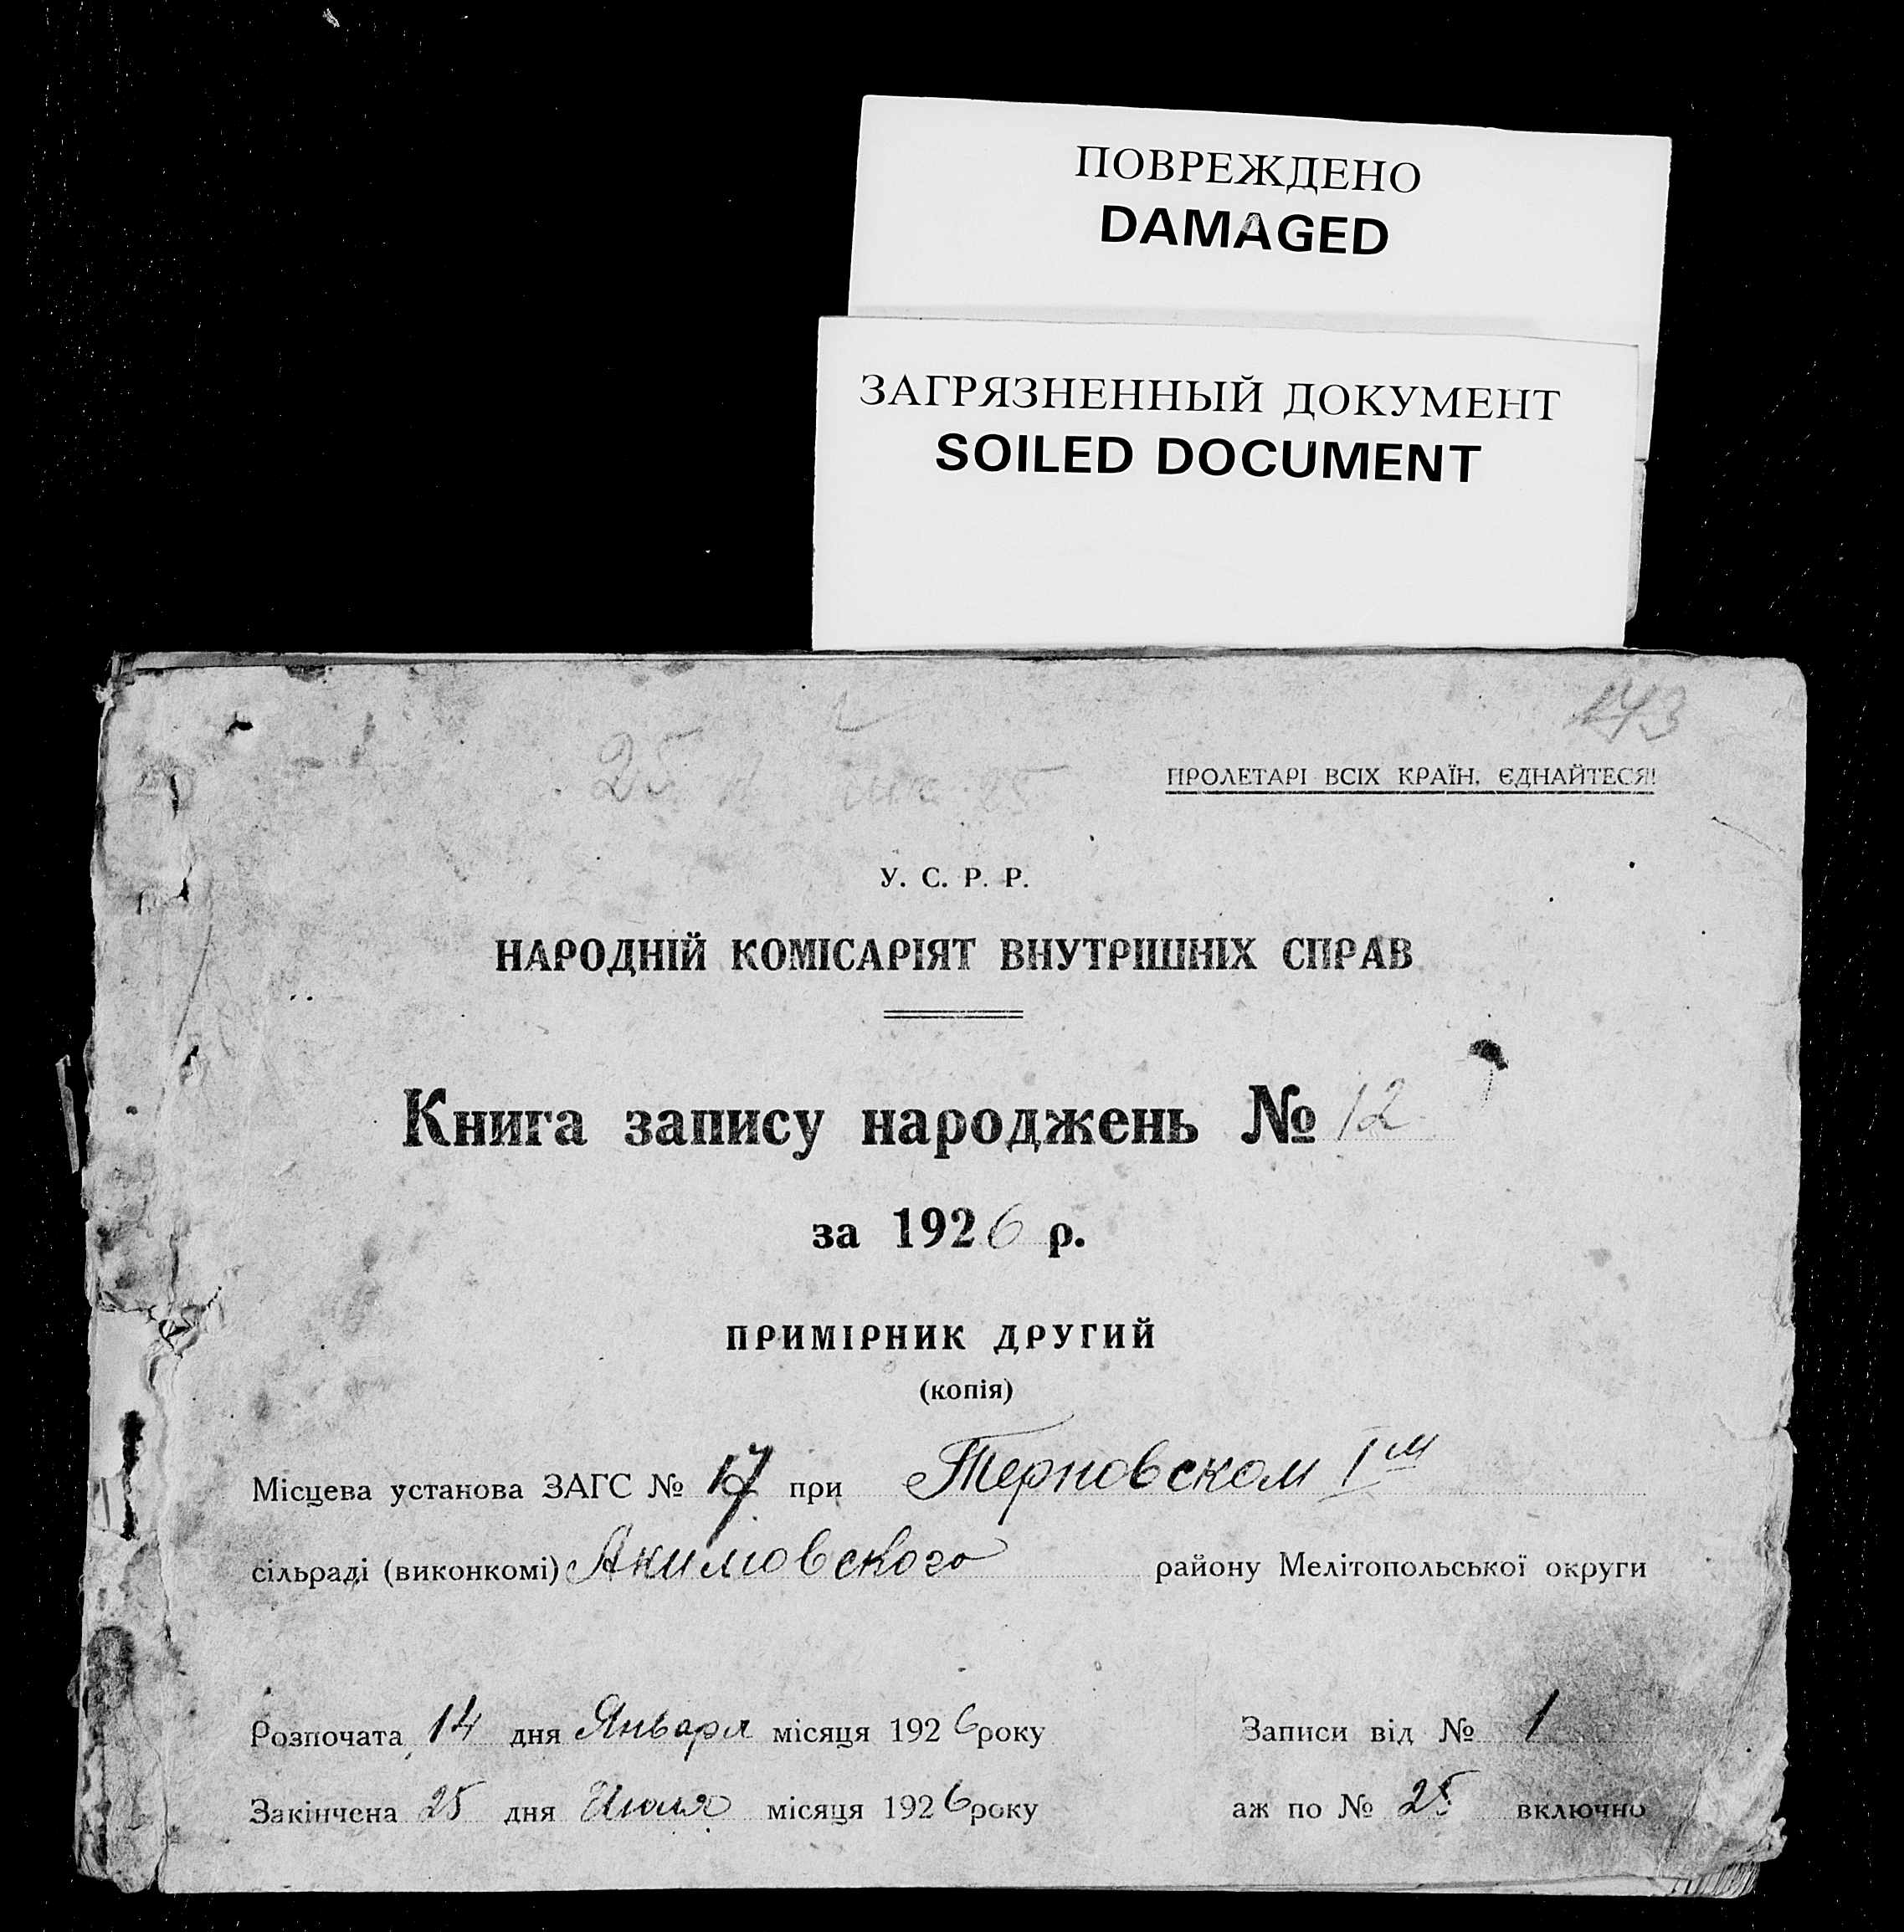 ПОВРЕЖДЕНО
DAMAGED
ЗАГРЯЗНЕННЫЙ ДОКУМЕНТ
SOILED DOCUMENT
25
ПРОЛЕТАРІ ВСІХ КРАЇН, ЄДНАЙТЕСЯ!
У. С. Р. Р.
НАРОДНІЙ КОМІСАРІЯТ ВНУТРІШНІХ СПРАВ
Книга запису народжень № 12
за 1926 р.
ПРИМІРНИК ДРУГИЙ
(копія)
Місцева установа ЗАГС № 17 при Терновском Iм
сільраді (виконкомі) Акимовского району Мелітопольської округи
Розпочата 14 дня Января місяця 1926 року Записи від № 1
Закінчена 25 дня Июля місяця 1926 року аж по № 25 включно